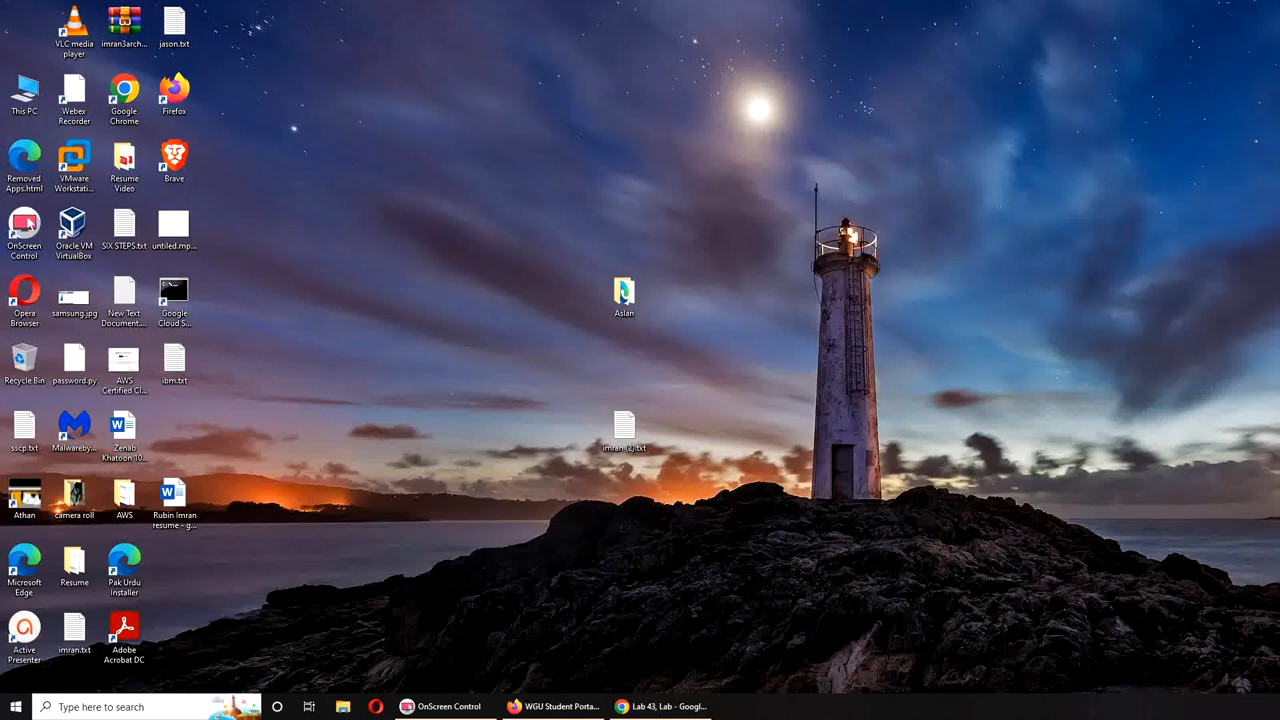 VLC media
player
imran3arch...
jason.txt
This PC
Webex
Recorder
Google
Chrome
Firefox
Removed
Apps.html
VMware
Workstati...
Resume
Video
Brave
OnScreen
Control
Oracle VM
VirtualBox
SIX STEPS.txt
untiled.mp...
Opera
Browser
samsung.jpg
New Text
Document....
Google
Cloud S...
Aslan
Recycle Bin
password.py
AWS
Certified Cl...
ibm.txt
sscp.txt
Malwareby...
Zenab
Khatoon 10...
imran (2).txt
Athan
camera roll
AWS
Rubin Imran
resume - g...
Microsoft
Edge
Resume
Pak Urdu
Installer
Active
Presenter
imran.txt
Adobe
Acrobat DC
Type here to search
OnScreen Control
WGU Student Porta...
Lab 43, Lab - Googl...